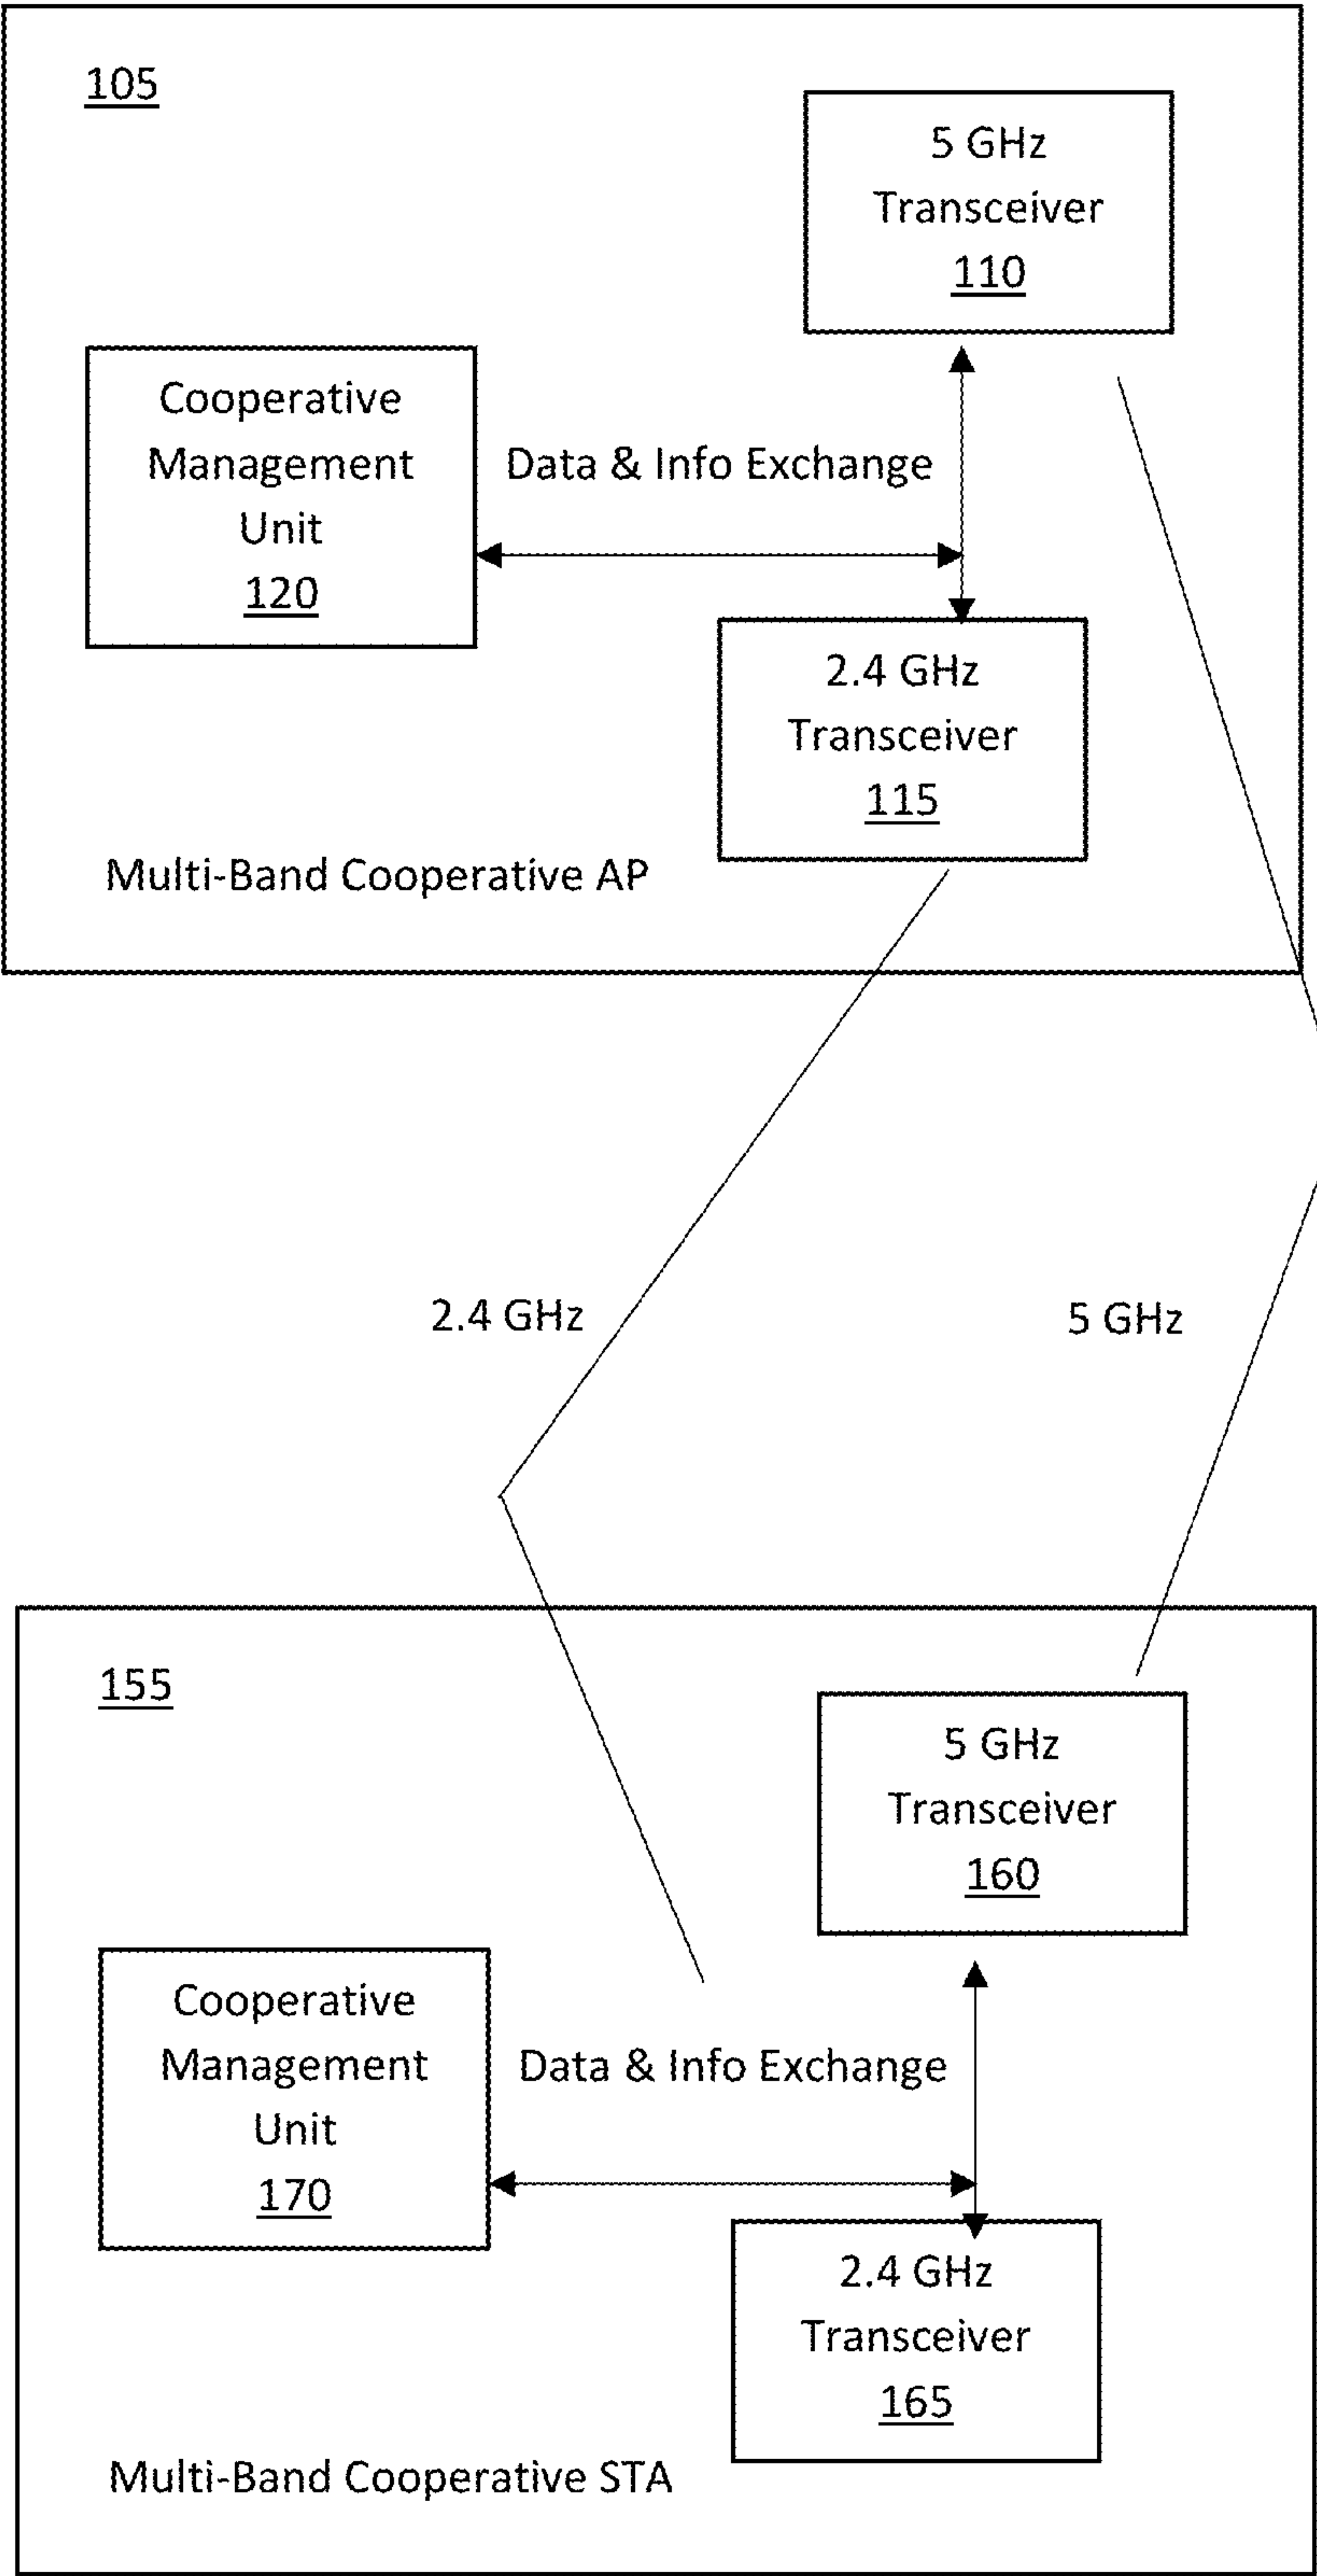 105
5 GHz
Transceiver
110
Cooperative
Management
Unit
120
Data & Info Exchange
2.4 GHz
Transceiver
115
Multi-Band Cooperative AP
2.4 GHz
5 GHz
155
5 GHz
Transceiver
160
Cooperative
Management
Unit
170
Data & Info Exchange
2.4 GHz
Transceiver
165
Multi-Band Cooperative STA